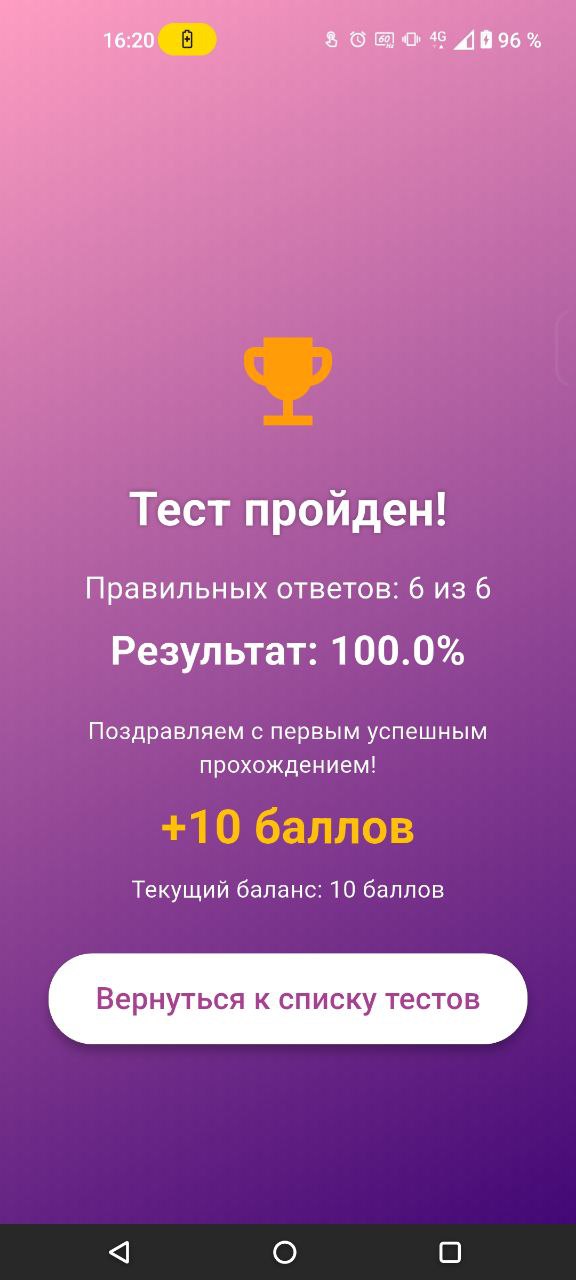 16:20
4G 96 %
Тест пройден!
Правильных ответов: 6 из 6
Результат: 100.0%
Поздравляем с первым успешным
прохождением!
+10 баллов
Текущий баланс: 10 баллов
Вернуться к списку тестов